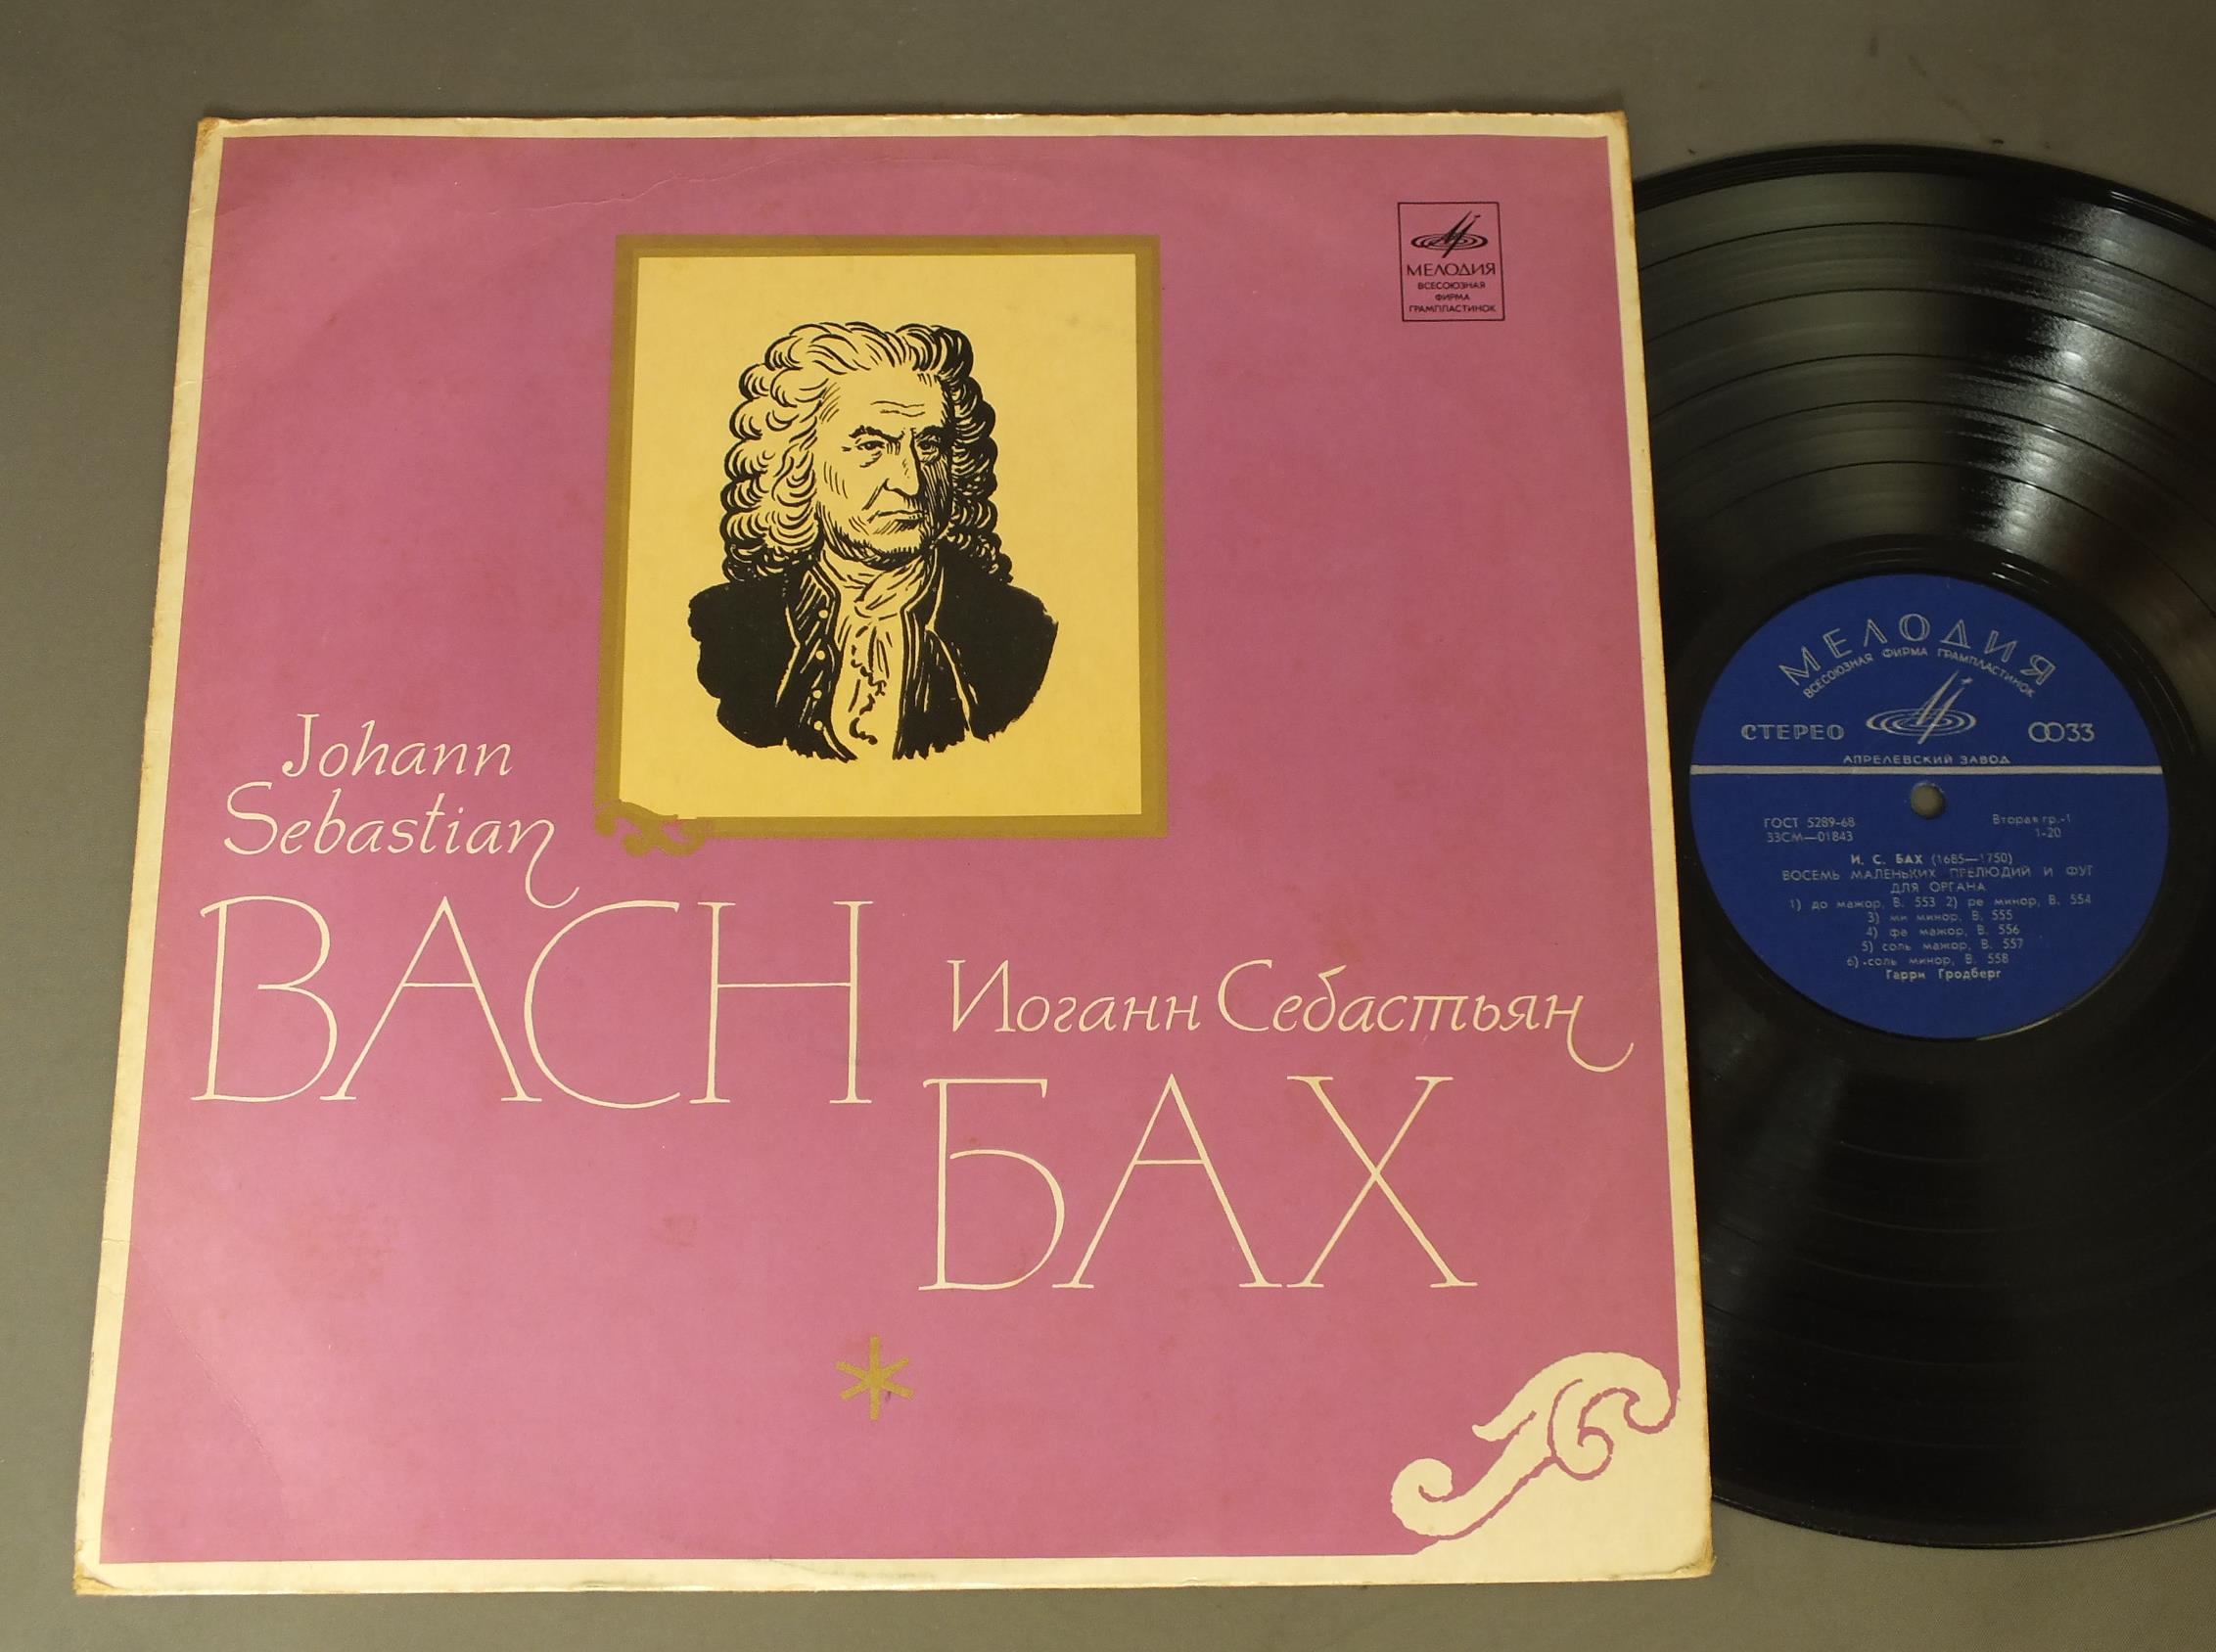 МЕЛОДИЯ
ВСЕСОЮЗНАЯ
ФИРМА
ГРАМПЛАСТИНОК
Johann
Sebastian
BACH
Иоганн Себастьян
БАХ
МЕЛОДИЯ
ВСЕСОЮЗНАЯ ФИРМА ГРАМПЛАСТИНОК
СТЕРЕО 33
АПРЕЛЕВСКИЙ ЗАВОД
ГОСТ 5289-68 Вторая гр.-1
33СМ—01843 1-20
И. С. БАХ (1685—1750)
ВОСЕМЬ МАЛЕНЬКИХ ПРЕЛЮДИЙ И ФУГ
ДЛЯ ОРГАНА
1) до мажор, В. 553 2) ре минор, В. 554
3) ми минор, В. 555
4) фа мажор, В. 556
5) соль мажор, В. 557
6) соль минор, В. 558
Гарри Гродберг